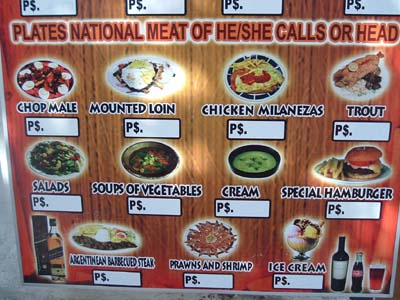 P$.
P$.
P$.
P$.
PLATES NATIONAL MEAT OF HE/SHE CALLS OR HEAD
CHOP MALE MOUNTED LOIN CHICKEN MILANEZAS TROUT
P$. P$. P$. P$.
SALADS SOUPS OF VEGETABLES CREAM SPECIAL HAMBURGER
P$. P$. P$. P$.
ARGENTINEAN BARBECUED STEAK PRAWNS AND SHRIMP ICE CREAM
P$. P$. P$.